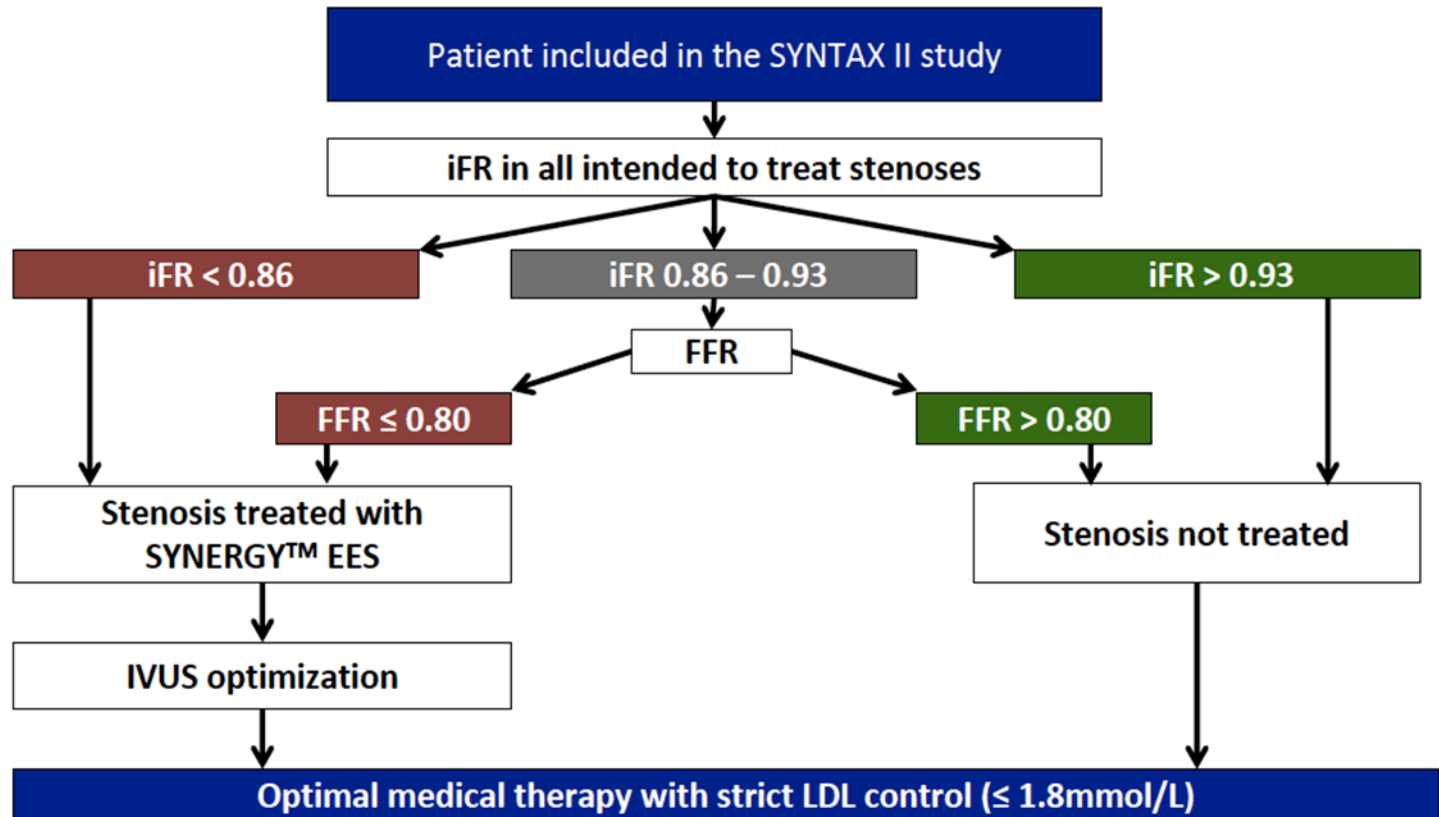 Patient included in the SYNTAX II study
iFR in all intended to treat stenoses
iFR < 0.86
iFR 0.86 – 0.93
iFR > 0.93
FFR
FFR ≤ 0.80
FFR > 0.80
Stenosis treated with
SYNERGY™ EES
Stenosis not treated
IVUS optimization
Optimal medical therapy with strict LDL control (≤ 1.8mmol/L)